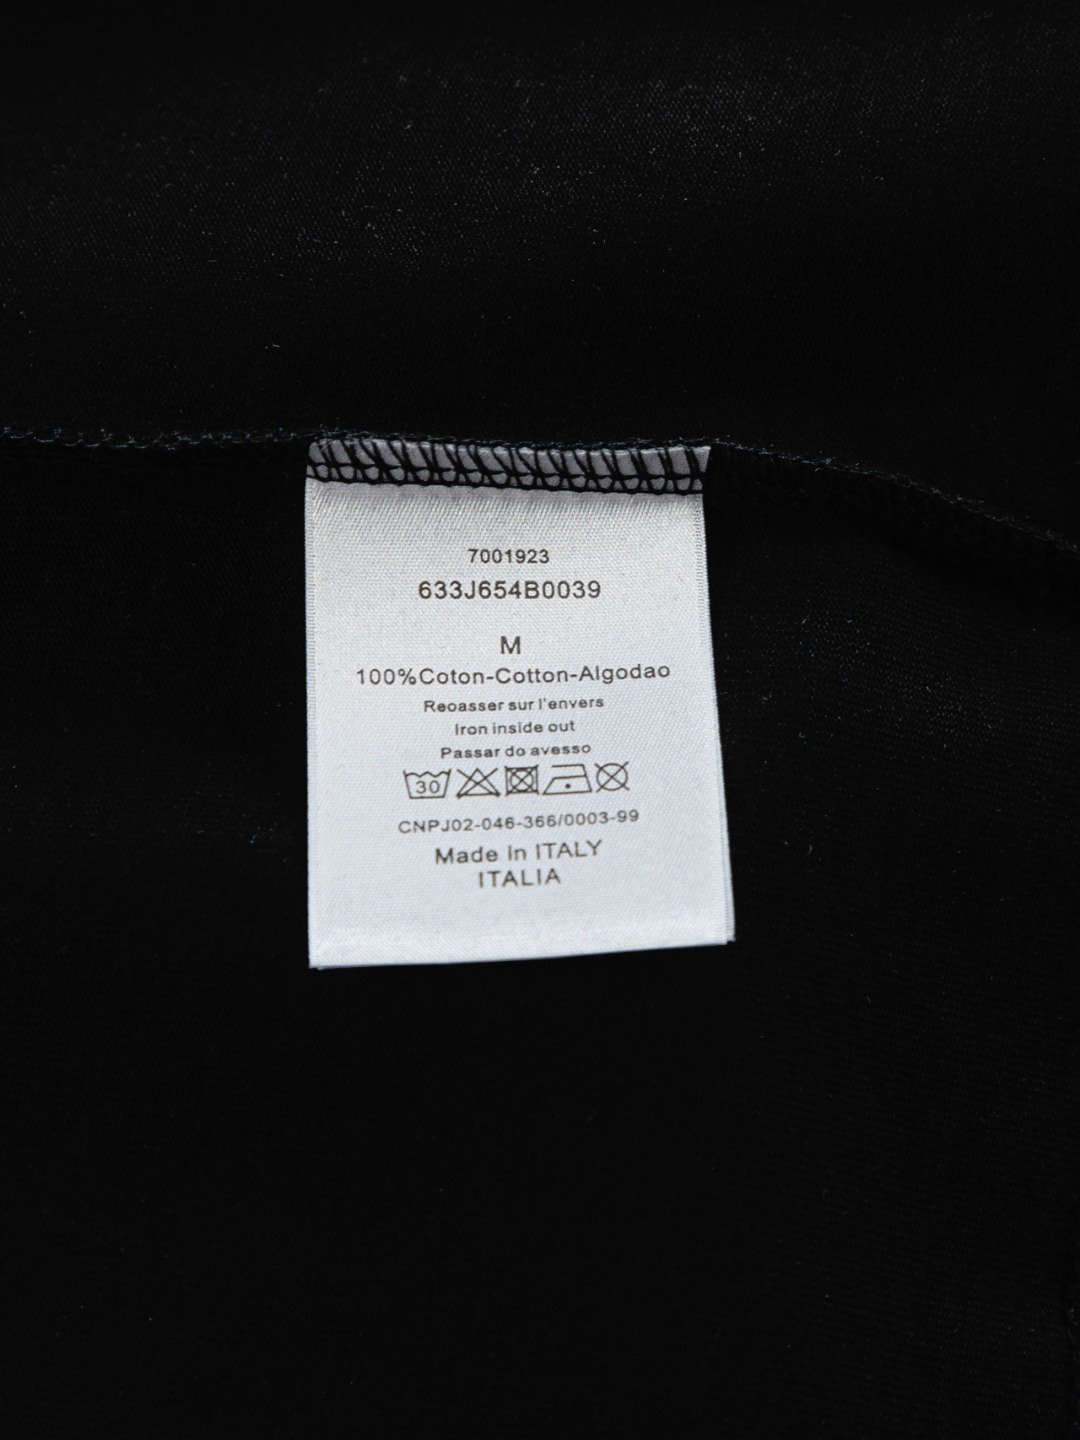 7001923
633J654B0039
M
100%Coton-Cotton-Algodao
Reoasser sur l'envers
Iron inside out
Passar do avesso
30
CNPJ02-046-366/0003-99
Made in ITALY
ITALIA